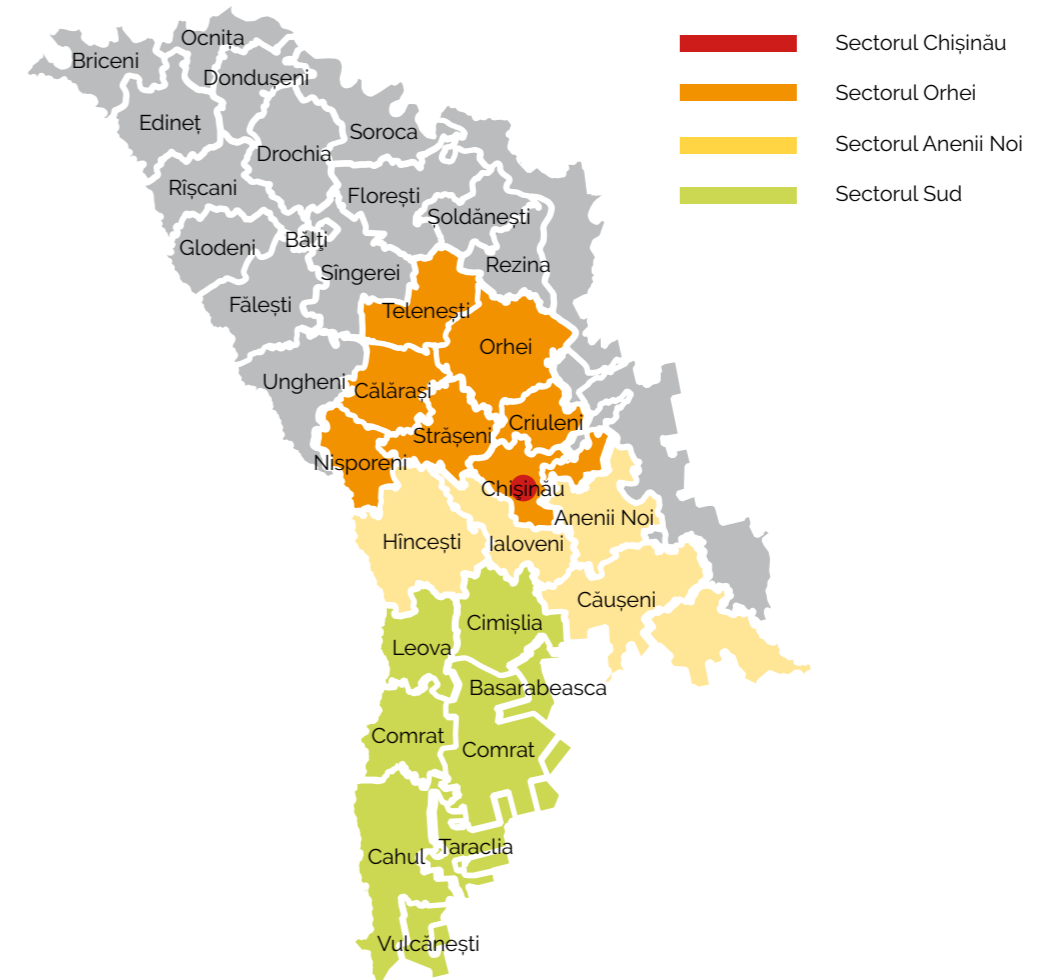 Ocnița
Briceni
Dondușeni
Edineț
Soroca
Drochia
Rîșcani
Florești
Șoldănești
Glodeni
Bălți
Sîngerei
Rezina
Fălești
Telenești
Orhei
Ungheni
Călărași
Criuleni
Strășeni
Nisporeni
Chișinău
Anenii Noi
Hîncești
Ialoveni
Căușeni
Cimișlia
Leova
Basarabeasca
Comrat
Comrat
Taraclia
Cahul
Vulcănești
Sectorul Chișinău
Sectorul Orhei
Sectorul Anenii Noi
Sectorul Sud